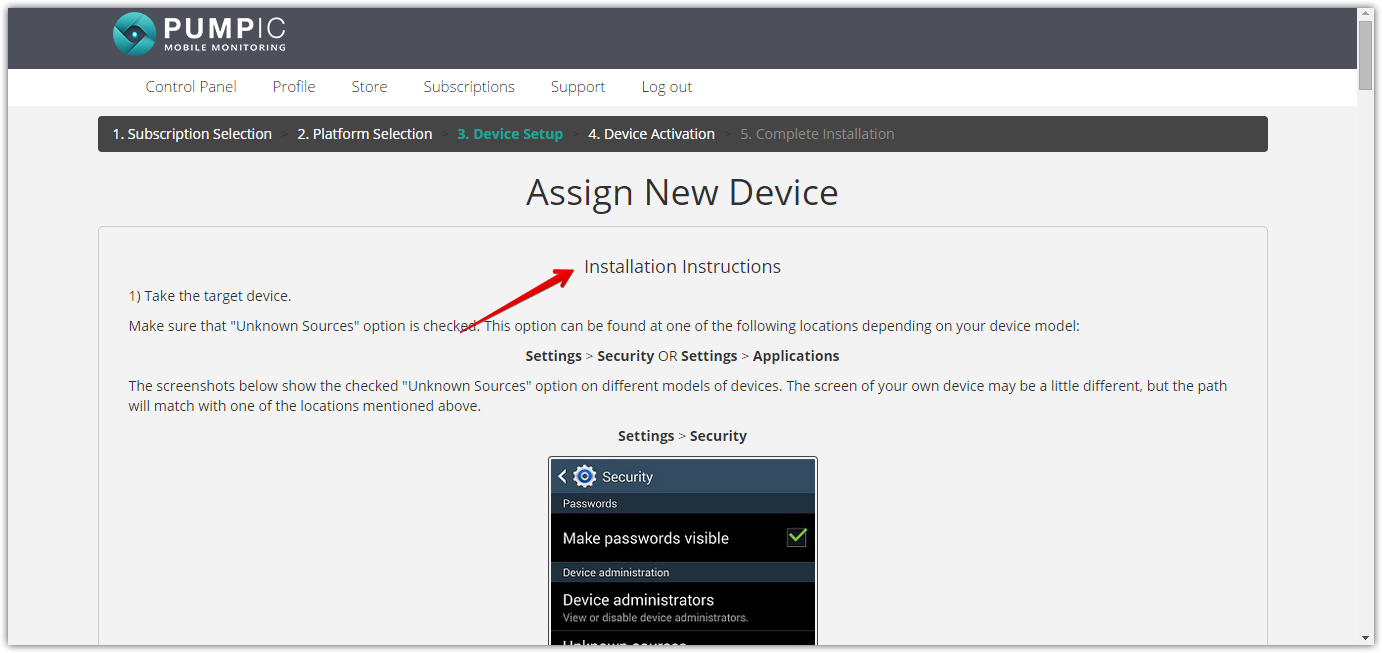 PUMPIC
MOBILE MONITORING
Control Panel Profile Store Subscriptions Support Log out
1. Subscription Selection > 2. Platform Selection > 3. Device Setup > 4. Device Activation > 5. Complete Installation
Assign New Device
Installation Instructions
1) Take the target device.
Make sure that "Unknown Sources" option is checked. This option can be found at one of the following locations depending on your device model:
Settings > Security OR Settings > Applications
The screenshots below show the checked "Unknown Sources" option on different models of devices. The screen of your own device may be a little different, but the path
will match with one of the locations mentioned above.
Settings > Security
Security
Passwords
Make passwords visible
Device administration
Device administrators
View or disable device administrators.
Unknown sources